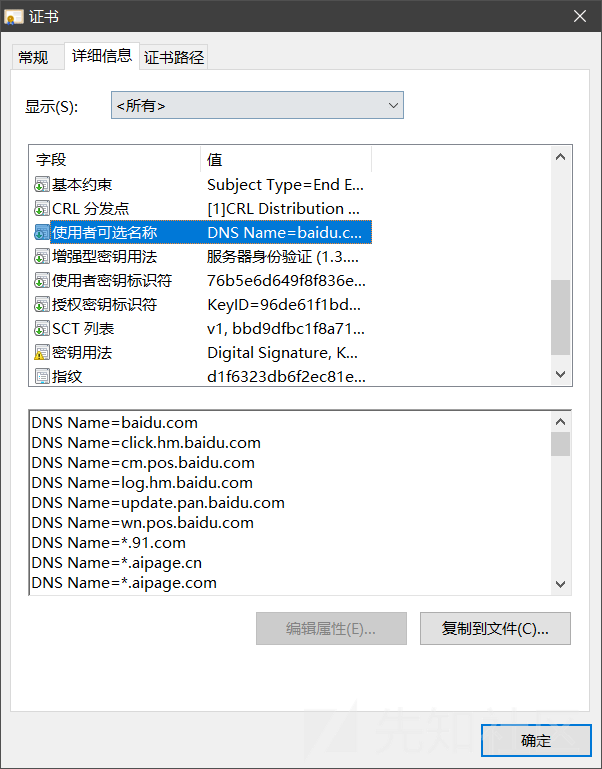 证书
常规 详细信息 证书路径
显示(S): <所有>
字段 值
基本约束 Subject Type=End E...
CRL 分发点 [1]CRL Distribution ...
使用者可选名称 DNS Name=baidu.c...
增强型密钥用法 服务器身份验证 (1.3....
使用者密钥标识符 76b5e6d649f8f836e...
授权密钥标识符 KeyID=96de61f1bd...
SCT 列表 v1, bbd9dfbc1f8a71...
密钥用法 Digital Signature, K...
指纹 d1f6323db6f2ec81e...
DNS Name=baidu.com
DNS Name=click.hm.baidu.com
DNS Name=cm.pos.baidu.com
DNS Name=log.hm.baidu.com
DNS Name=update.pan.baidu.com
DNS Name=wn.pos.baidu.com
DNS Name=*.91.com
DNS Name=*.aipage.cn
DNS Name=*.aipage.com
编辑属性(E)... 复制到文件(C)...
先知社区
确定